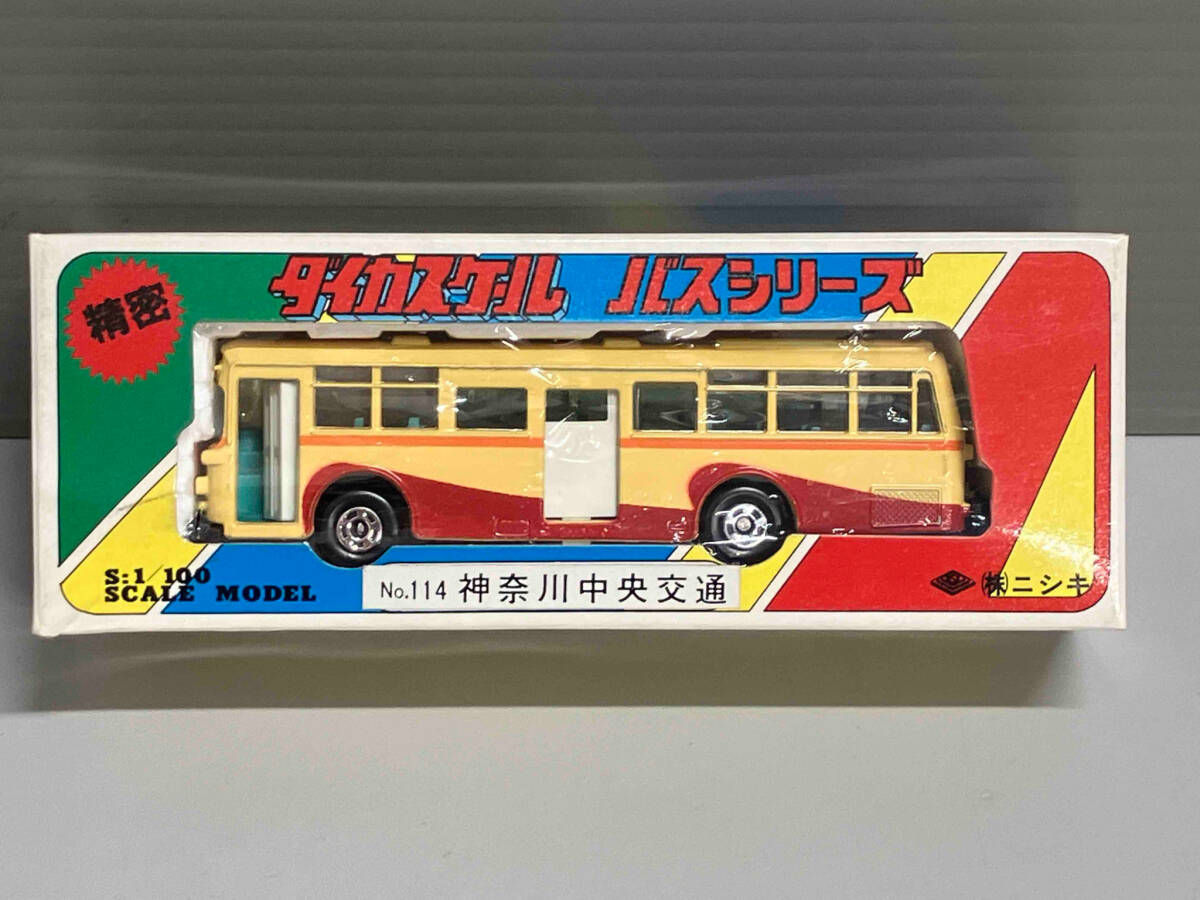 精密
ダイカスケール バスシリーズ
S:1/100
SCALE MODEL
No.114 神奈川中央交通
㈱ニシキ